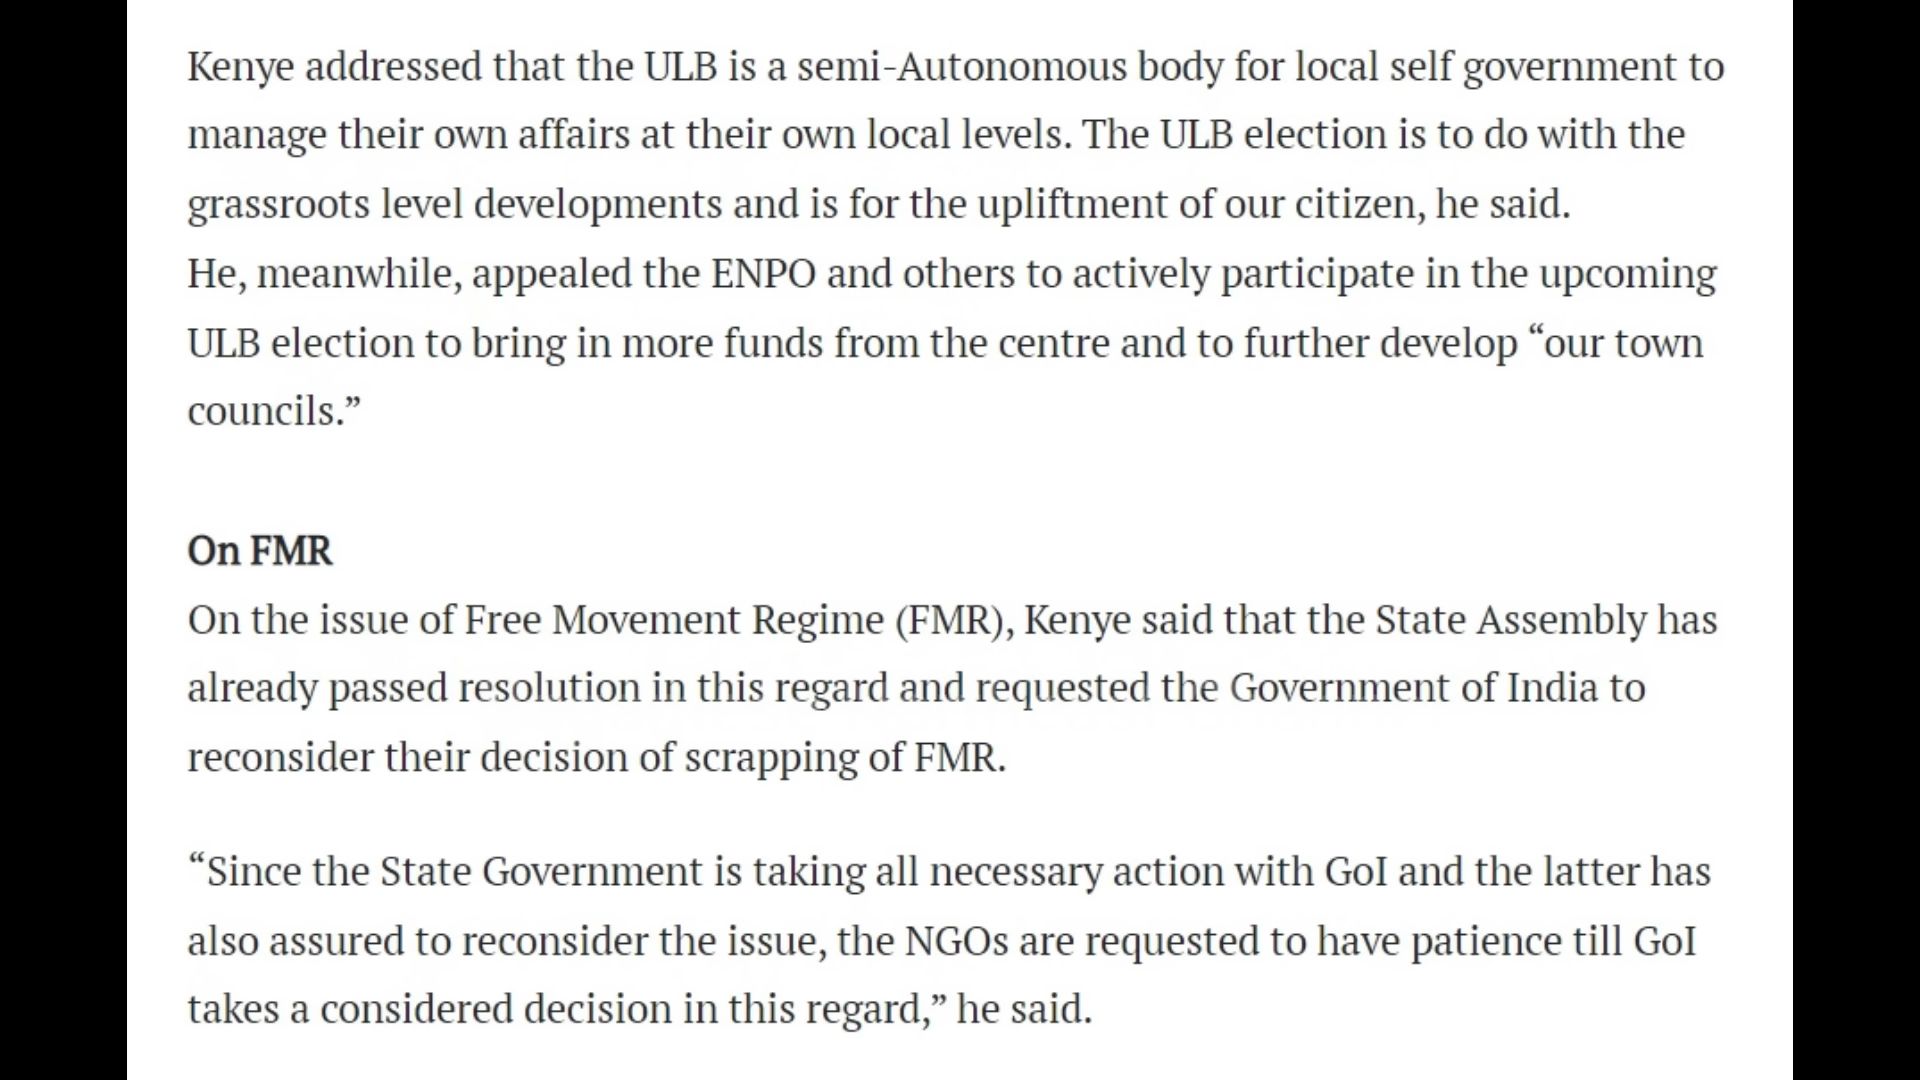 Kenye addressed that the ULB is a semi-Autonomous body for local self government to
manage their own affairs at their own local levels. The ULB election is to do with the
grassroots level developments and is for the upliftment of our citizen, he said.
He, meanwhile, appealed the ENPO and others to actively participate in the upcoming
ULB election to bring in more funds from the centre and to further develop “our town
councils.”
On FMR
On the issue of Free Movement Regime (FMR), Kenye said that the State Assembly has
already passed resolution in this regard and requested the Government of India to
reconsider their decision of scrapping of FMR.
“Since the State Government is taking all necessary action with GoI and the latter has
also assured to reconsider the issue, the NGOs are requested to have patience till GoI
takes a considered decision in this regard,” he said.